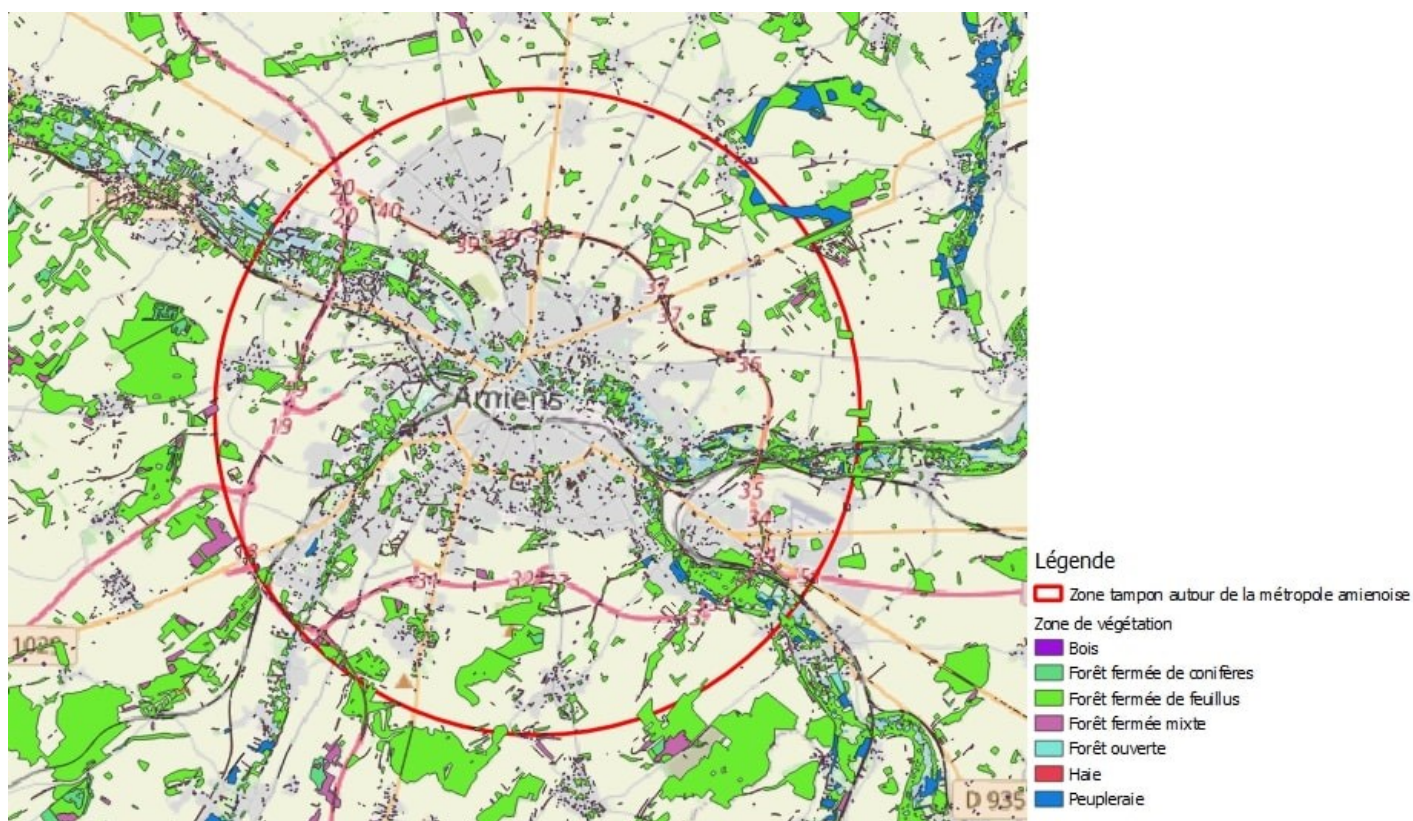 20
20
40
39
37
37
36
Amiens
19
19
35
34
18
31
32
1029
D 935
Légende
Zone tampon autour de la métropole amienoise
Zone de végétation
Bois
Forêt fermée de conifères
Forêt fermée de feuillus
Forêt fermée mixte
Forêt ouverte
Haie
Peupleraie